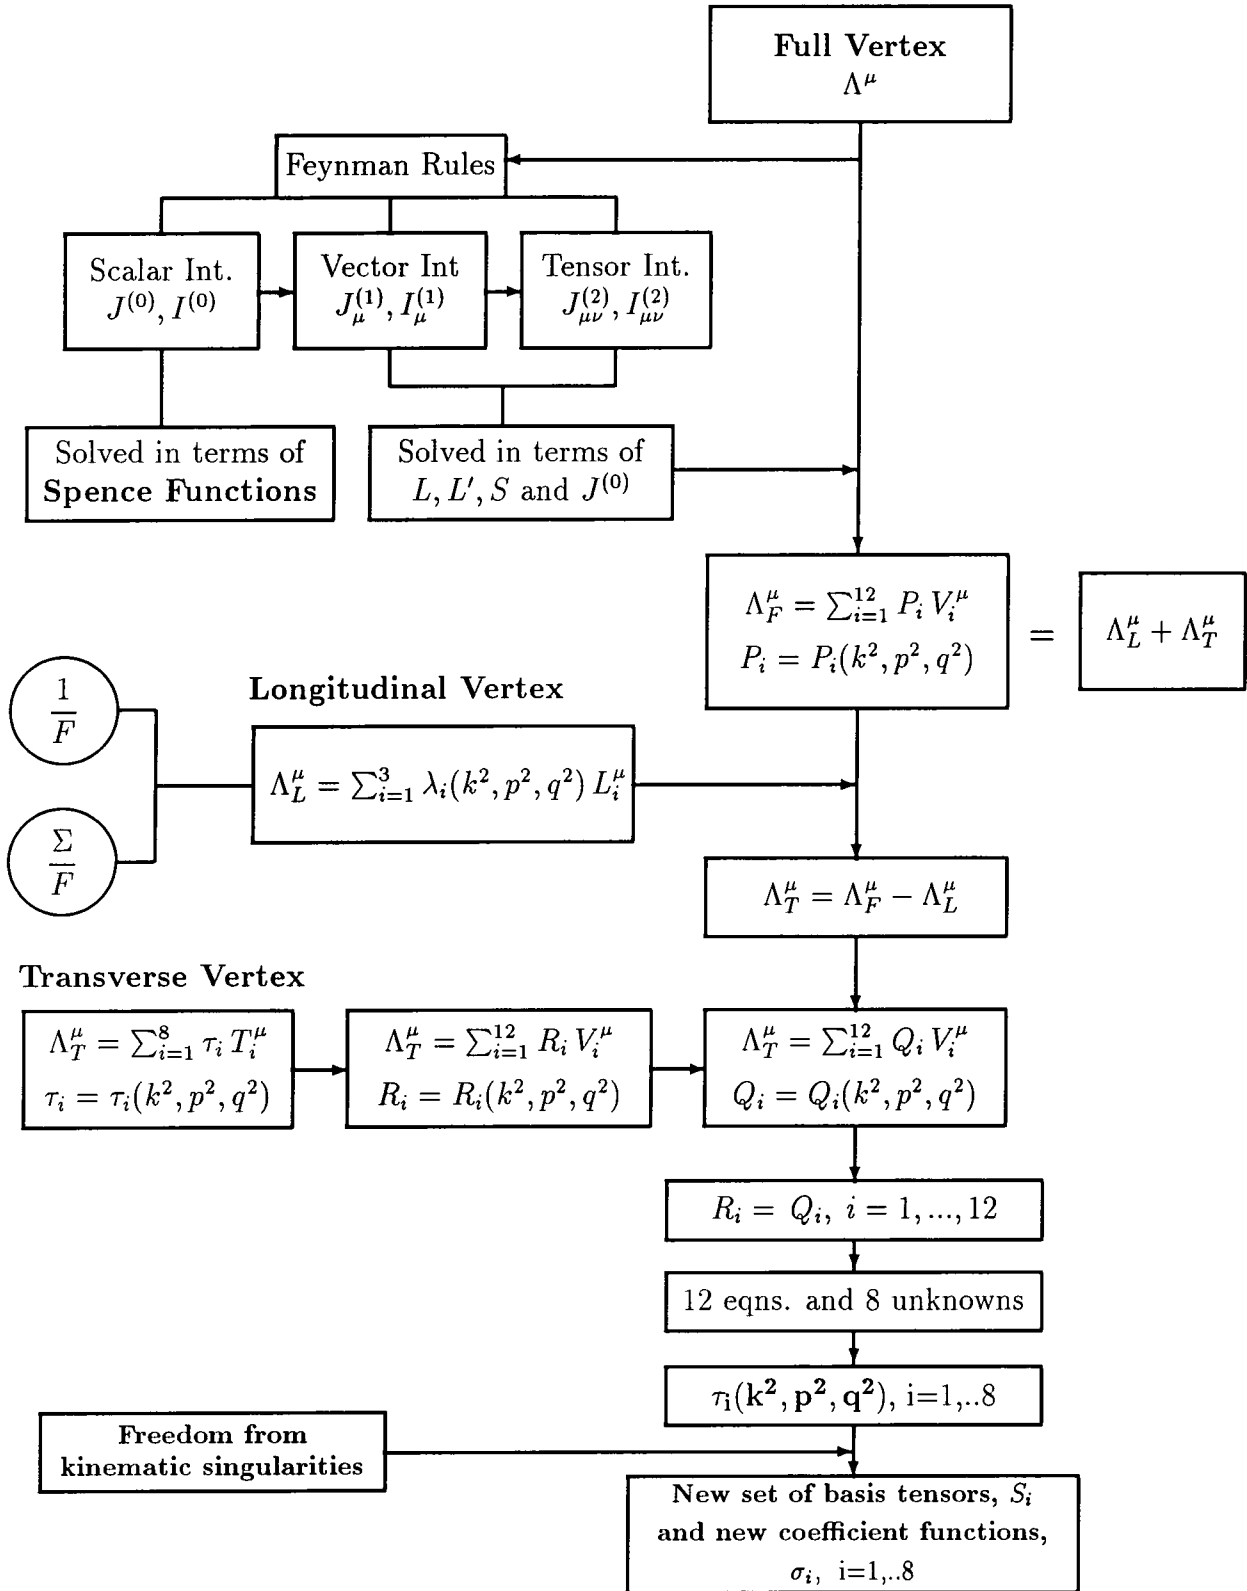 Full Vertex
Λ^μ
Feynman Rules
Scalar Int.
J^(0), I^(0)
Vector Int
J_μ^(1), I_μ^(1)
Tensor Int.
J_μν^(2), I_μν^(2)
Solved in terms of
Spence Functions
Solved in terms of
L, L′, S and J^(0)
Λ_F^μ = ∑_{i=1}^{12} P_i V_i^μ
P_i = P_i(k², p², q²)
=
Λ_L^μ + Λ_T^μ
1/F
Σ/F
Longitudinal Vertex
Λ_L^μ = ∑_{i=1}^{3} λ_i(k², p², q²) L_i^μ
Λ_T^μ = Λ_F^μ − Λ_L^μ
Transverse Vertex
Λ_T^μ = ∑_{i=1}^{8} τ_i T_i^μ
τ_i = τ_i(k², p², q²)
Λ_T^μ = ∑_{i=1}^{12} R_i V_i^μ
R_i = R_i(k², p², q²)
Λ_T^μ = ∑_{i=1}^{12} Q_i V_i^μ
Q_i = Q_i(k², p², q²)
R_i = Q_i, i = 1, ..., 12
12 eqns. and 8 unknowns
τ_i(k², p², q²), i=1,..8
Freedom from
kinematic singularities
New set of basis tensors, S_i
and new coefficient functions,
σ_i, i=1,..8